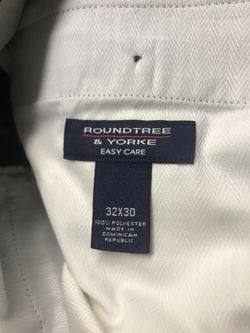 ROUNDTREE
& YORKE
EASY CARE
32X30
100% POLYESTER
MADE IN
DOMINICAN
REPUBLIC